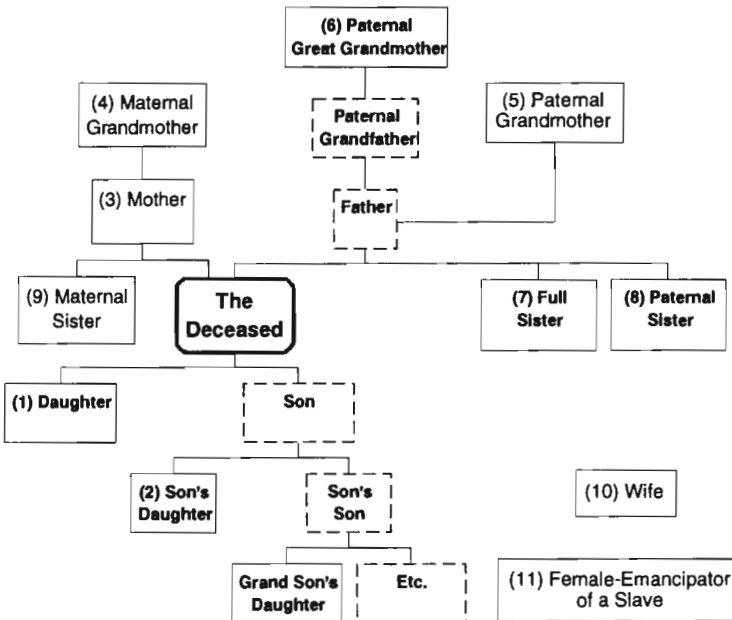 (6) Paternal
Great Grandmother
(4) Maternal
Grandmother
Paternal
Grandfather
(5) Paternal
Grandmother
(3) Mother
Father
(9) Maternal
Sister
The
Deceased
(7) Full
Sister
(8) Paternal
Sister
(1) Daughter
Son
(2) Son's
Daughter
Son's
Son
(10) Wife
Grand Son's
Daughter
Etc.
(11) Female-Emancipator
of a Slave